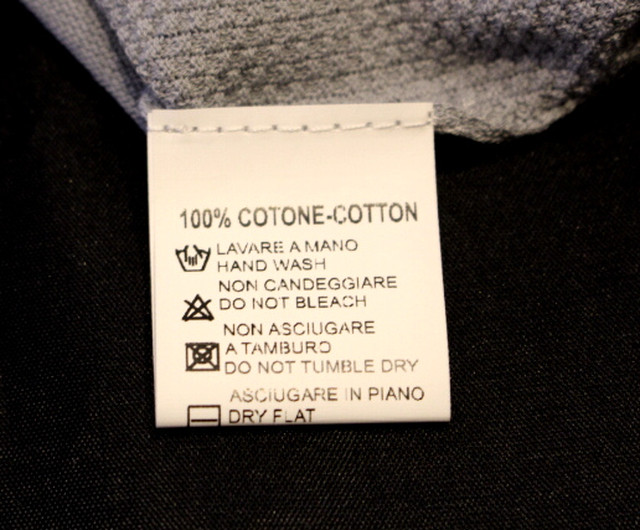 100% COTONE-COTTON
LAVARE A MANO
HAND WASH
NON CANDEGGIARE
DO NOT BLEACH
NON ASCIUGARE
A TAMBURO
DO NOT TUMBLE DRY
ASCIUGARE IN PIANO
DRY FLAT